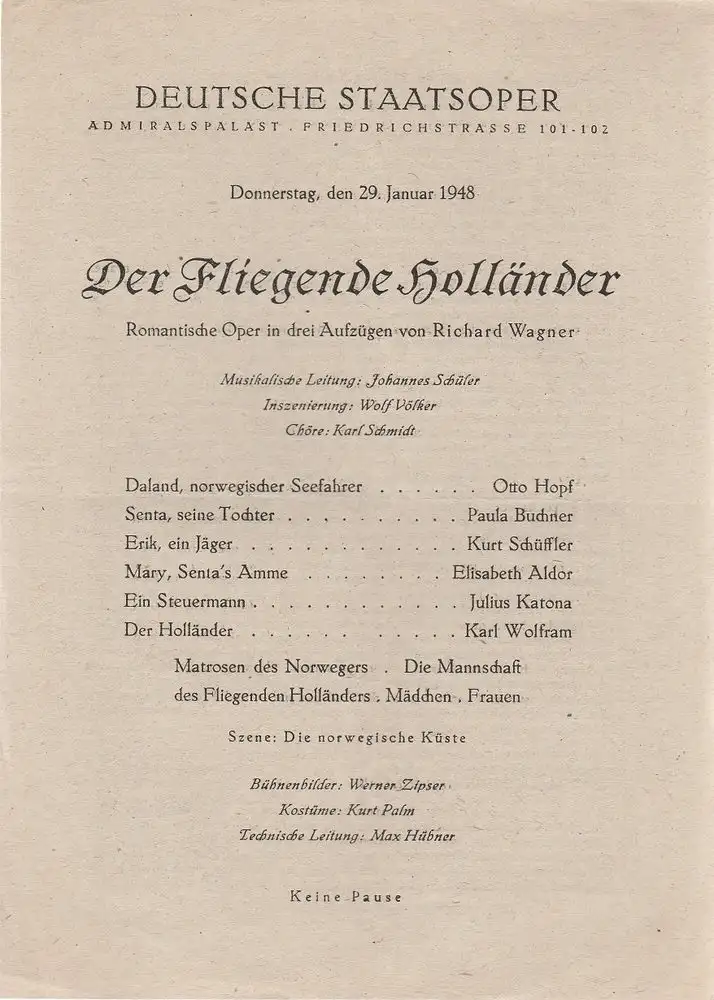 DEUTSCHE STAATSOPER
ADMIRALSPALAST . FRIEDRICHSTRASSE 101-102
Donnerstag, den 29. Januar 1948
Der Fliegende Holländer
Romantische Oper in drei Aufzügen von Richard Wagner
Musikalische Leitung: Johannes Schüler
Inszenierung: Wolf Völker
Chöre: Karl Schmidt
Daland, norwegischer Seefahrer . . . . . . Otto Hopf
Senta, seine Tochter . . . . . . . . . . Paula Buchner
Erik, ein Jäger . . . . . . . . . . . . Kurt Schüffler
Mary, Senta's Amme . . . . . . . . Elisabeth Aldor
Ein Steuermann . . . . . . . . . . . . Julius Katona
Der Holländer . . . . . . . . . . . . Karl Wolfram
Matrosen des Norwegers . Die Mannschaft
des Fliegenden Holländers . Mädchen . Frauen
Szene: Die norwegische Küste
Bühnenbilder: Werner Zipser
Kostüme: Kurt Palm
Technische Leitung: Max Hübner
Keine Pause